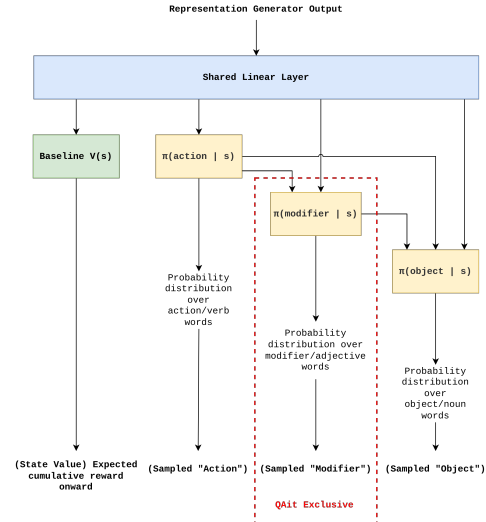 Representation Generator Output
Shared Linear Layer
Baseline V(s)
π(action | s)
π(modifier | s)
π(object | s)
Probability
distribution
over
action/verb
words
Probability
distribution over
modifier/adjective
words
Probability
distribution
over
object/noun
words
(State Value) Expected
cumulative reward
onward
(Sampled "Action")
(Sampled "Modifier")
(Sampled "Object")
QAit Exclusive